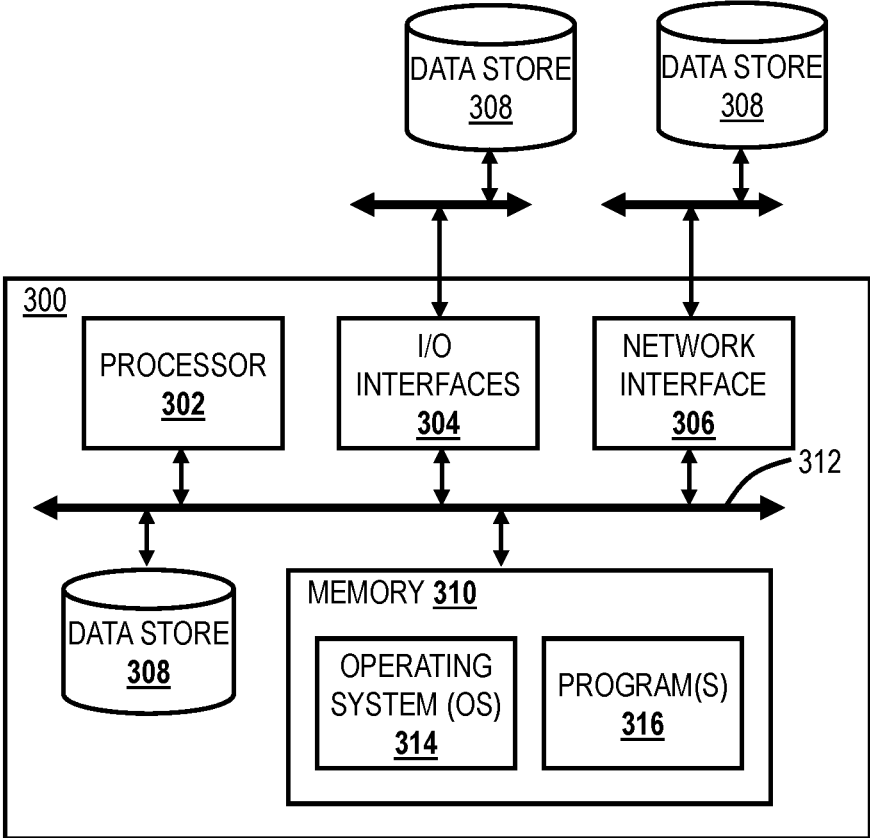 DATA STORE
308
DATA STORE
308
300
PROCESSOR
302
I/O
INTERFACES
304
NETWORK
INTERFACE
306
312
DATA STORE
308
MEMORY 310
OPERATING
SYSTEM (OS)
314
PROGRAM(S)
316